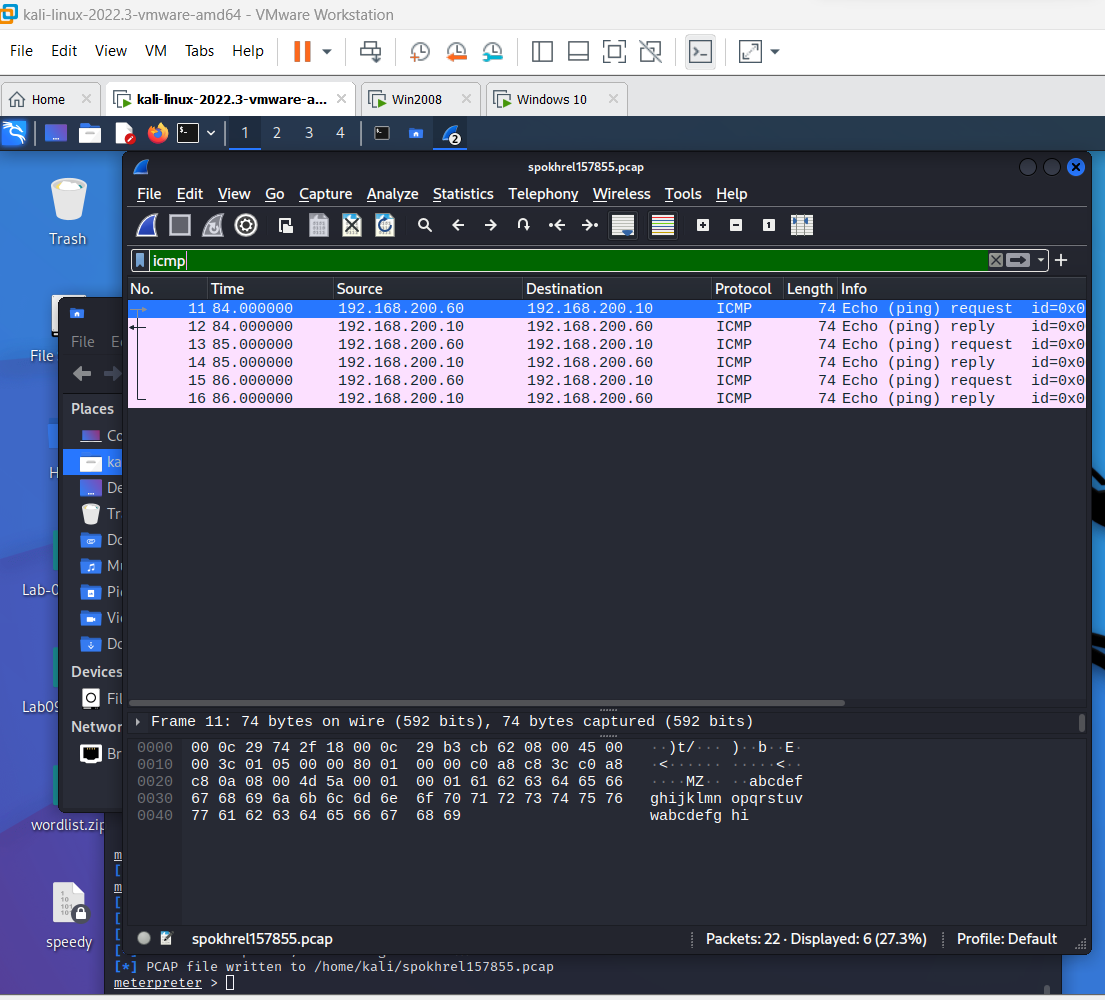 kali-linux-2022.3-vmware-amd64 - VMware Workstation
File Edit View VM Tabs Help
Home kali-linux-2022.3-vmware-a... Win2008 Windows 10
1 2 3 4 2
spokhrel157855.pcap
File Edit View Go Capture Analyze Statistics Telephony Wireless Tools Help
Trash
icmp
No. Time Source Destination Protocol Length Info
11 84.000000 192.168.200.60 192.168.200.10 ICMP 74 Echo (ping) request id=0x0
12 84.000000 192.168.200.10 192.168.200.60 ICMP 74 Echo (ping) reply id=0x0
13 85.000000 192.168.200.60 192.168.200.10 ICMP 74 Echo (ping) request id=0x0
14 85.000000 192.168.200.10 192.168.200.60 ICMP 74 Echo (ping) reply id=0x0
15 86.000000 192.168.200.60 192.168.200.10 ICMP 74 Echo (ping) request id=0x0
16 86.000000 192.168.200.10 192.168.200.60 ICMP 74 Echo (ping) reply id=0x0
File
File
Places
Co
ka
De
Tr
Do
Mu
Pi
Vi
Do
Devices
Fil
Networ
Br
H
Lab-0
Lab09
wordlist.zip
speedy
Frame 11: 74 bytes on wire (592 bits), 74 bytes captured (592 bits)
0000 00 0c 29 74 2f 18 00 0c 29 b3 cb 62 08 00 45 00 ··)t/··· )··b··E·
0010 00 3c 01 05 00 00 80 01 00 00 c0 a8 c8 3c c0 a8 ·<······ ·····<··
0020 c8 0a 08 00 4d 5a 00 01 00 01 61 62 63 64 65 66 ····MZ·· ··abcdef
0030 67 68 69 6a 6b 6c 6d 6e 6f 70 71 72 73 74 75 76 ghijklmn opqrstuv
0040 77 61 62 63 64 65 66 67 68 69 wabcdefg hi
spokhrel157855.pcap Packets: 22 · Displayed: 6 (27.3%) Profile: Default
[*] PCAP file written to /home/kali/spokhrel157855.pcap
meterpreter >